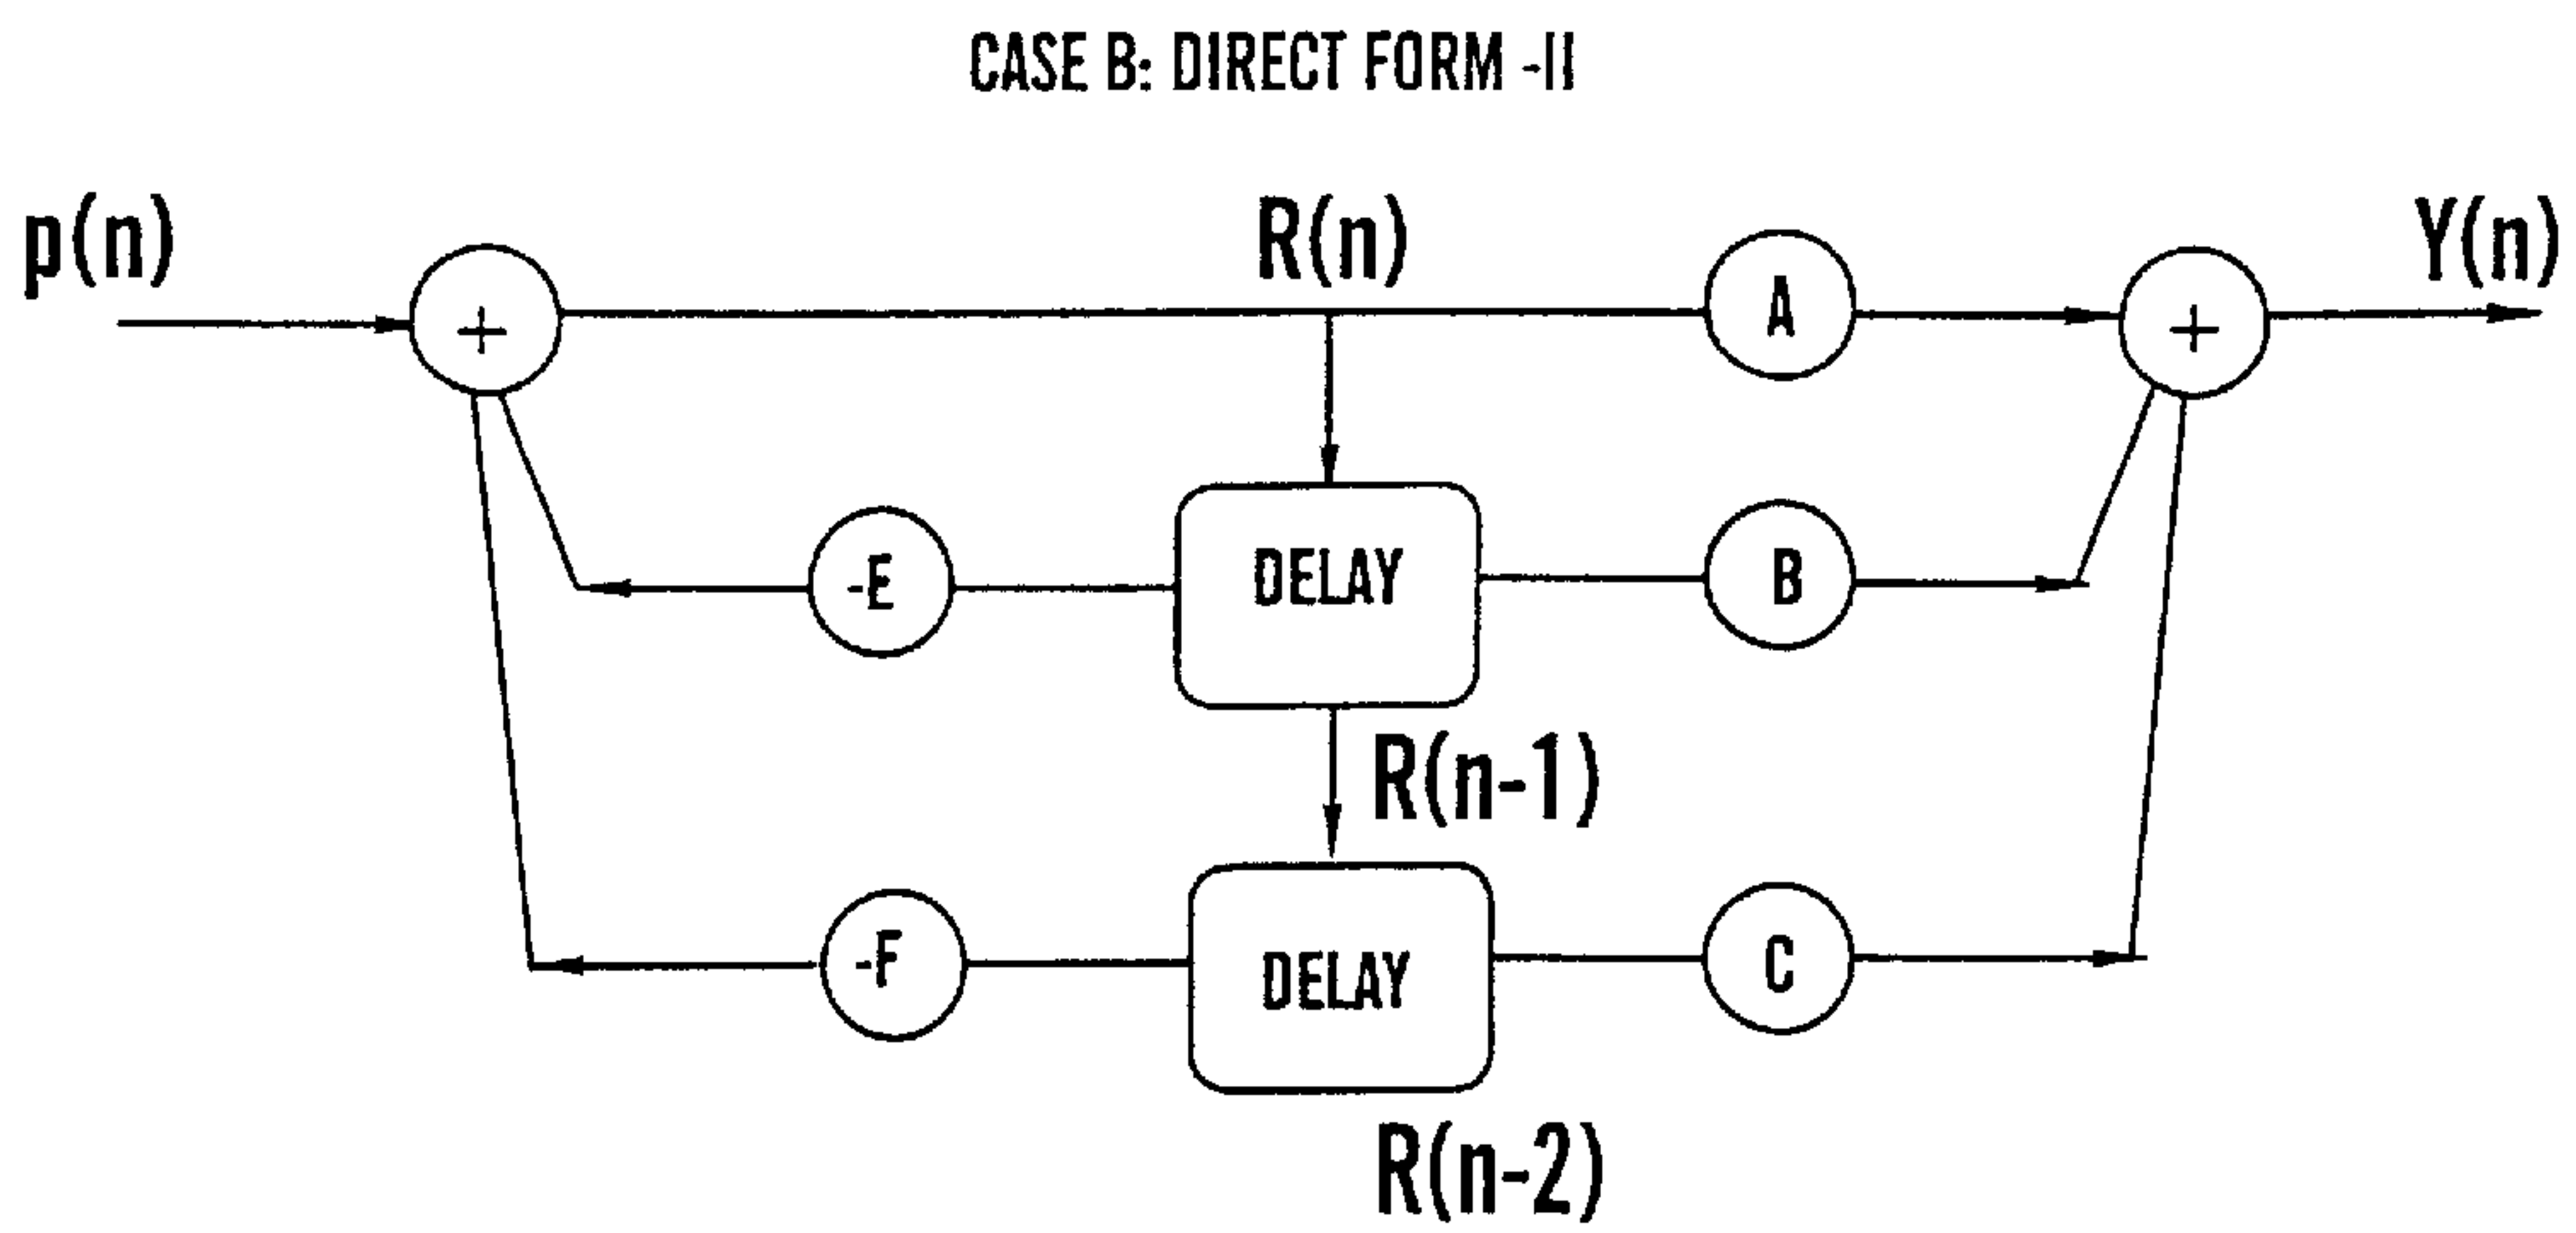 CASE B: DIRECT FORM -II
p(n)
R(n)
Y(n)
+
A
+
-E
DELAY
B
R(n-1)
-F
DELAY
C
R(n-2)